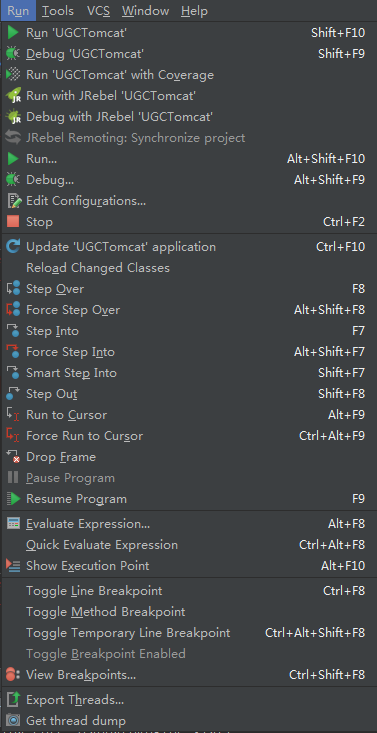 Run Tools VCS Window Help
Run 'UGCTomcat' Shift+F10
Debug 'UGCTomcat' Shift+F9
Run 'UGCTomcat' with Coverage
Run with JRebel 'UGCTomcat'
Debug with JRebel 'UGCTomcat'
JRebel Remoting: Synchronize project
Run... Alt+Shift+F10
Debug... Alt+Shift+F9
Edit Configurations...
Stop Ctrl+F2
Update 'UGCTomcat' application Ctrl+F10
Reload Changed Classes
Step Over F8
Force Step Over Alt+Shift+F8
Step Into F7
Force Step Into Alt+Shift+F7
Smart Step Into Shift+F7
Step Out Shift+F8
Run to Cursor Alt+F9
Force Run to Cursor Ctrl+Alt+F9
Drop Frame
Pause Program
Resume Program F9
Evaluate Expression... Alt+F8
Quick Evaluate Expression Ctrl+Alt+F8
Show Execution Point Alt+F10
Toggle Line Breakpoint Ctrl+F8
Toggle Method Breakpoint
Toggle Temporary Line Breakpoint Ctrl+Alt+Shift+F8
Toggle Breakpoint Enabled
View Breakpoints... Ctrl+Shift+F8
Export Threads...
Get thread dump